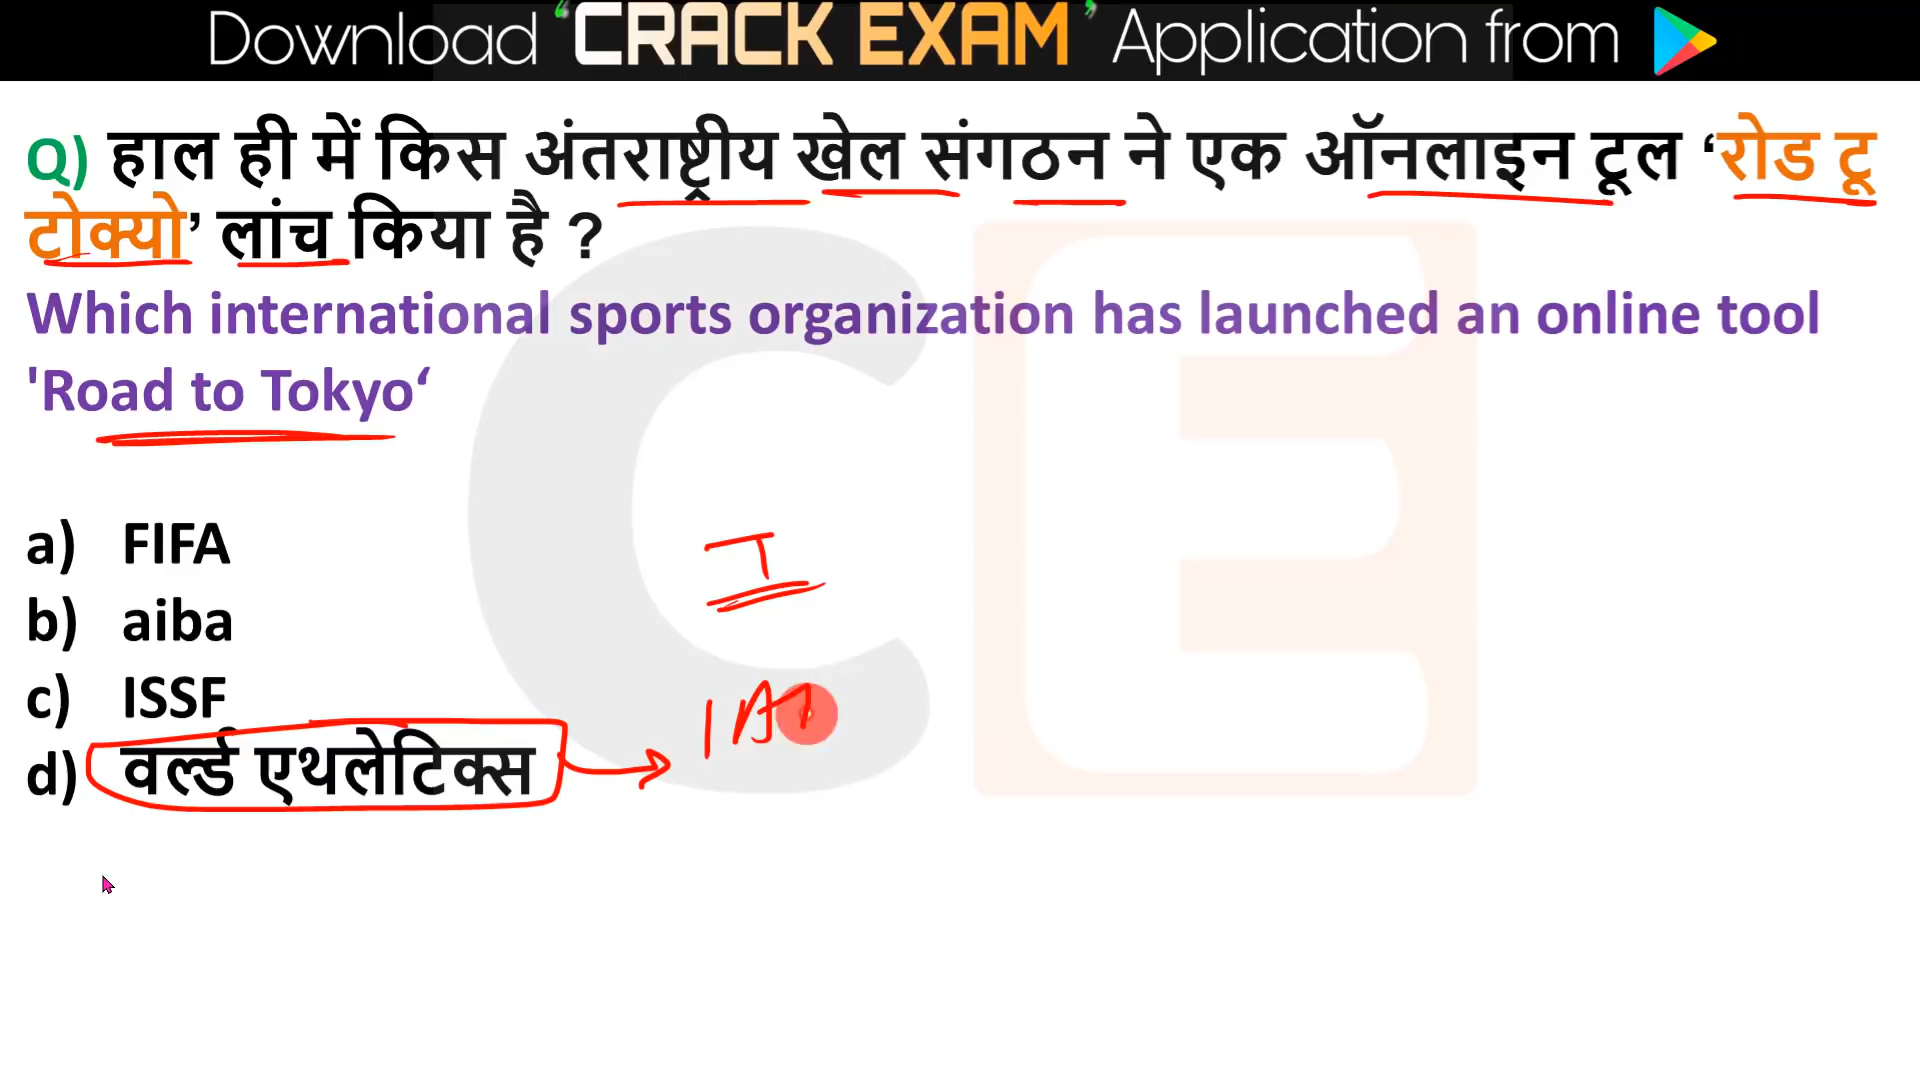 Download ‘CRACK EXAM’ Application from
Q) हाल ही में किस अंतराष्ट्रीय खेल संगठन ने एक ऑनलाइन टूल ‘रोड टू
टोक्यो’ लांच किया है ?
Which international sports organization has launched an online tool
'Road to Tokyo‘
a) FIFA
b) aiba
c) ISSF
d) वर्ल्ड एथलेटिक्स
CE